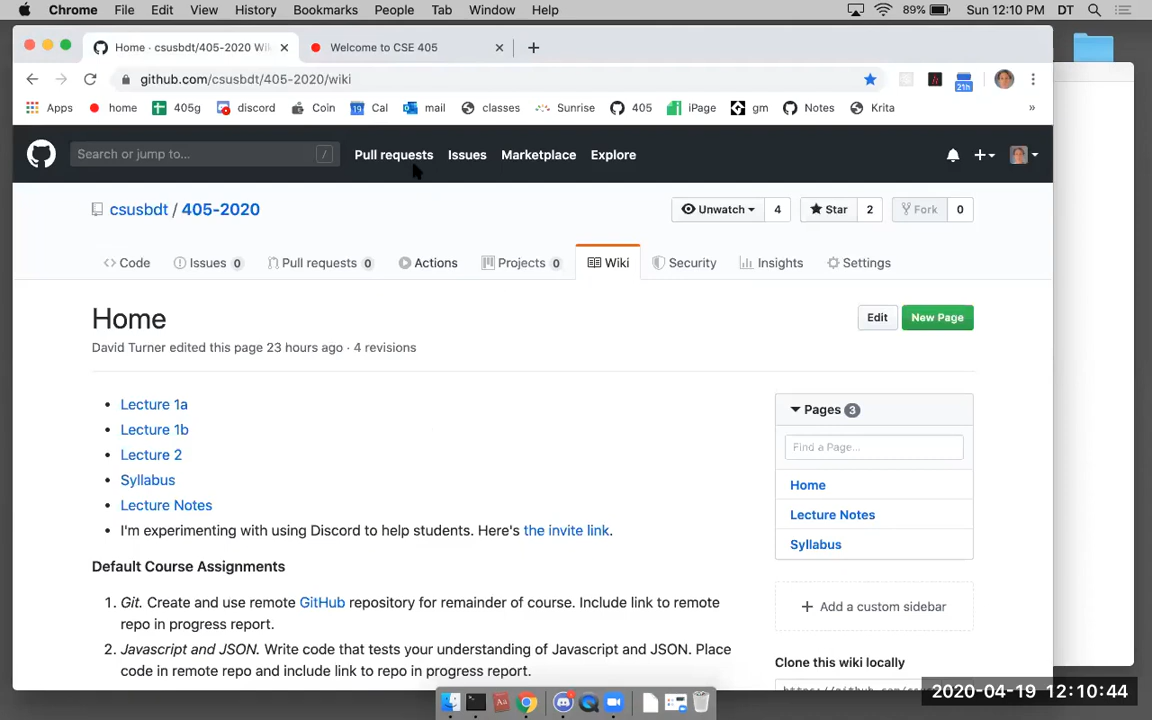 Chrome File Edit View History Bookmarks People Tab Window Help 89% Sun 12:10 PM DT
Home · csusbdt/405-2020 Wik Welcome to CSE 405
github.com/csusbdt/405-2020/wiki
21h
Apps home 405g discord Coin 19 Cal mail classes Sunrise 405 iPage gm Notes Krita »
Search or jump to... / Pull requests Issues Marketplace Explore
csusbdt / 405-2020 Unwatch 4 Star 2 Fork 0
Code Issues 0 Pull requests 0 Actions Projects 0 Wiki Security Insights Settings
Home Edit New Page
David Turner edited this page 23 hours ago · 4 revisions
Lecture 1a
Lecture 1b
Lecture 2
Syllabus
Lecture Notes
I'm experimenting with using Discord to help students. Here's the invite link.
Default Course Assignments
1. Git. Create and use remote GitHub repository for remainder of course. Include link to remote
repo in progress report.
2. Javascript and JSON. Write code that tests your understanding of Javascript and JSON. Place
code in remote repo and include link to repo in progress report.
Pages 3
Find a Page...
Home
Lecture Notes
Syllabus
+ Add a custom sidebar
Clone this wiki locally
2020-04-19 12:10:44